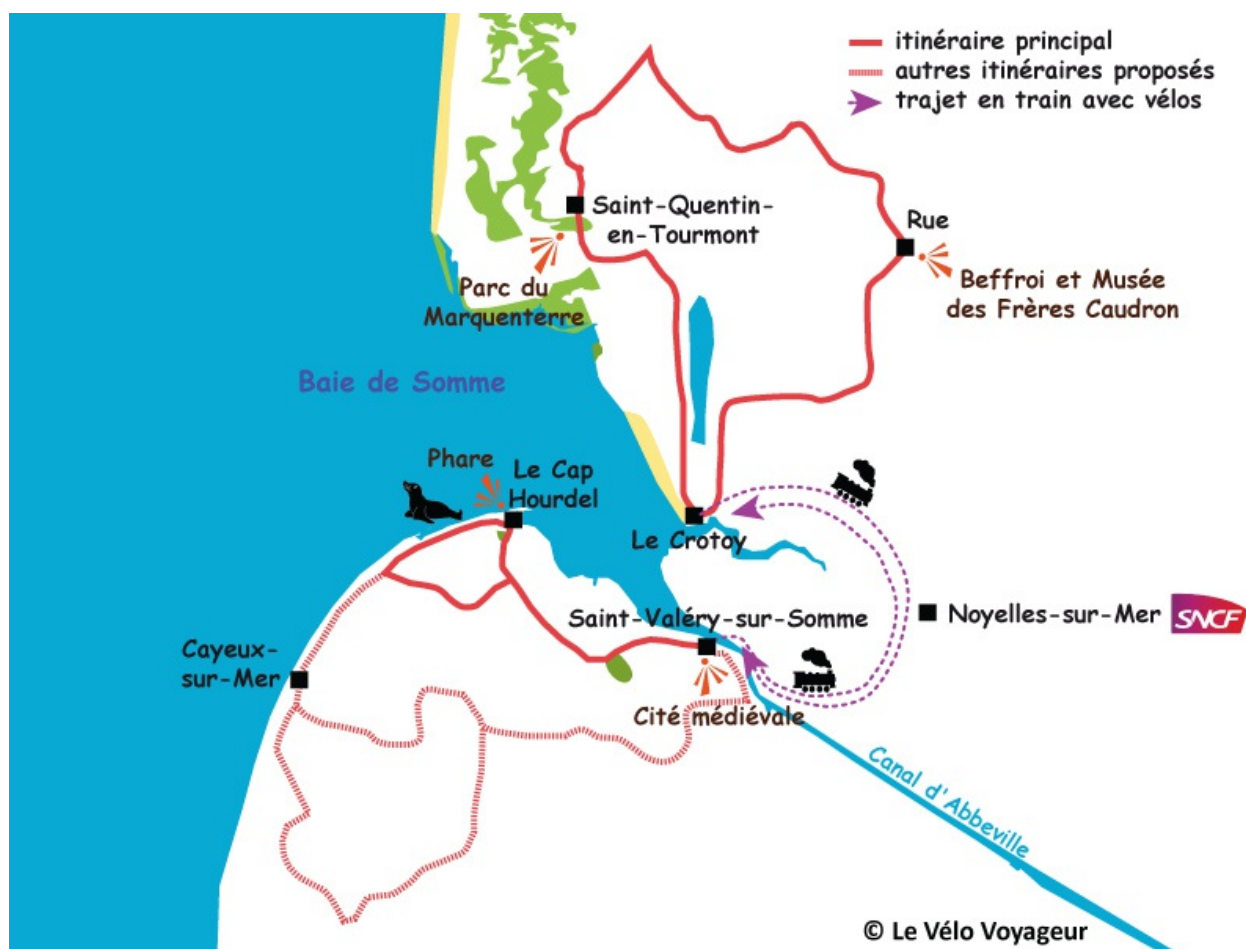 itinéraire principal
autres itinéraires proposés
trajet en train avec vélos
Saint-Quentin-
en-Tourmont
Rue
Parc du
Marquenterre
Beffroi et Musée
des Frères Caudron
Baie de Somme
Phare
Le Cap
Hourdel
Le Crotoy
Saint-Valéry-sur-Somme
Noyelles-sur-Mer
SNCF
Cayeux-
sur-Mer
Cité médiévale
Canal d'Abbeville
© Le Vélo Voyageur